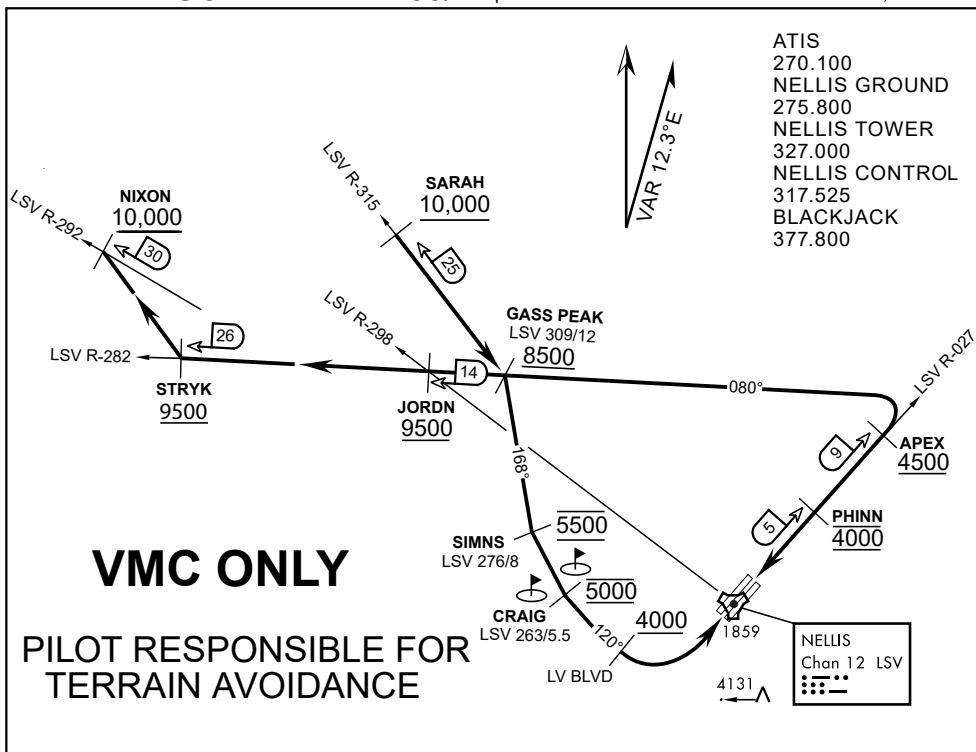 ATIS
270.100
NELLIS GROUND
275.800
NELLIS TOWER
327.000
NELLIS CONTROL
317.525
BLACKJACK
377.800
VAR 12.3°E
LSV R-315
SARAH
10,000
25
NIXON
10,000
LSV R-292
30
GASS PEAK
LSV 309/12
8500
LSV R-298
26
LSV R-282
STRYK
9500
14
JORDN
9500
080°
LSV R-027
APEX
4500
9
PHINN
4000
5
168°
SIMNS
LSV 276/8
5500
CRAIG
LSV 263/5.5
5000
120°
4000
LV BLVD
1859
4131
NELLIS
Chan 12 LSV
VMC ONLY
PILOT RESPONSIBLE FOR
TERRAIN AVOIDANCE